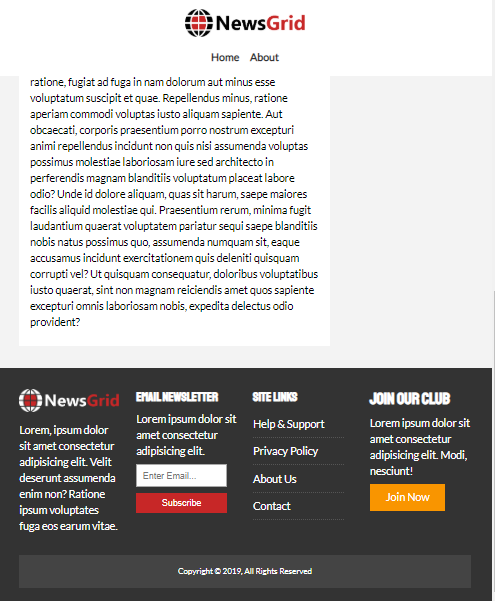 NewsGrid
Home About
ratione, fugiat ad fuga in nam dolorum aut minus esse
voluptatum suscipit et quae. Repellendus minus, ratione
aperiam commodi voluptas iusto aliquam sapiente. Aut
obcaecati, corporis praesentium porro nostrum excepturi
animi repellendus incidunt non quis nisi assumenda voluptas
possimus molestiae laboriosam iure sed architecto in
perferendis magnam blanditiis voluptatum placeat labore
odio? Unde id dolore aliquam, quas sit harum, saepe maiores
facilis aliquid molestiae qui. Praesentium rerum, minima fugit
laudantium quaerat voluptatem pariatur sequi saepe blanditiis
nobis natus possimus quo, assumenda numquam sit, eaque
accusamus incidunt exercitationem quis deleniti quisquam
corrupti vel? Ut quisquam consequatur, doloribus voluptatibus
iusto quaerat, sint non magnam reiciendis amet quos sapiente
excepturi omnis laboriosam nobis, expedita delectus odio
provident?
NewsGrid
Lorem, ipsum dolor
sit amet consectetur
adipisicing elit. Velit
deserunt assumenda
enim non? Ratione
ipsum voluptates
fuga eos earum vitae.
EMAIL NEWSLETTER
Lorem ipsum dolor sit
amet consectetur
adipisicing elit.
Enter Email...
Subscribe
SITE LINKS
Help & Support
Privacy Policy
About Us
Contact
JOIN OUR CLUB
Lorem ipsum dolor sit
amet consectetur
adipisicing elit. Modi,
nesciunt!
Join Now
Copyright © 2019, All Rights Reserved